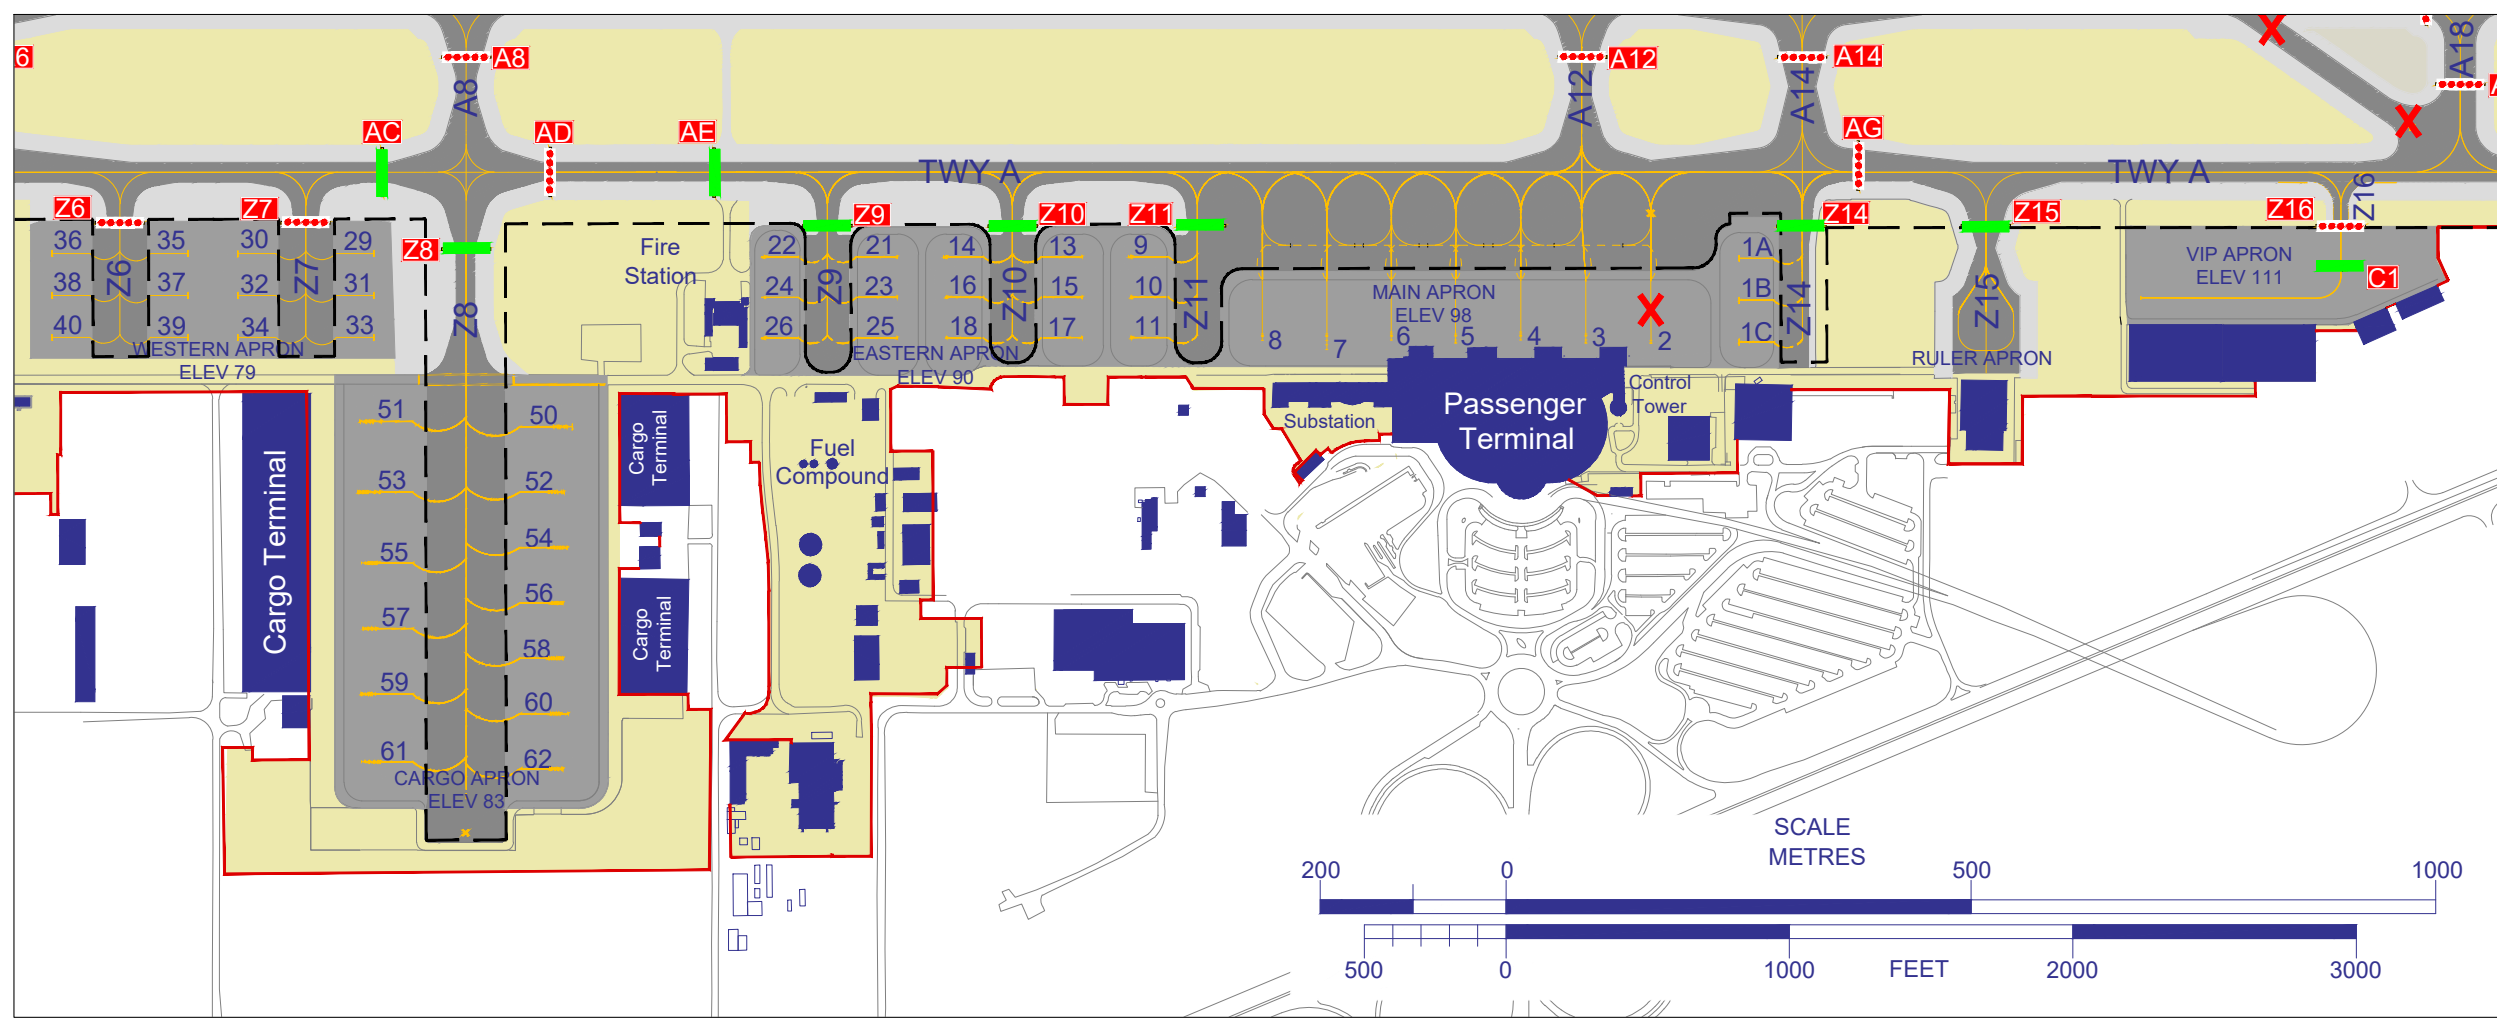 6
A8
A12
A14
A18
A8
A12
A14
AC
AD
AE
AG
TWY A
TWY A
Z6
Z7
Z8
Z9
Z10
Z11
Z14
Z15
Z16
Z16
C1
36
35
30
29
38
37
32
31
40
39
34
33
Z6
Z7
Z8
WESTERN APRON
ELEV 79
Fire
Station
22
21
14
13
9
24
23
16
15
10
26
25
18
17
11
Z9
Z10
Z11
EASTERN APRON
ELEV 90
MAIN APRON
ELEV 98
8
7
6
5
4
3
2
1A
1B
1C
Z14
Z15
VIP APRON
ELEV 111
RULER APRON
51
50
53
52
55
54
57
56
59
58
61
60
62
CARGO APRON
ELEV 83
Cargo Terminal
Cargo
Terminal
Cargo
Terminal
Fuel
Compound
Substation
Passenger
Terminal
Control
Tower
SCALE
METRES
200
0
500
1000
500
0
1000
FEET
2000
3000